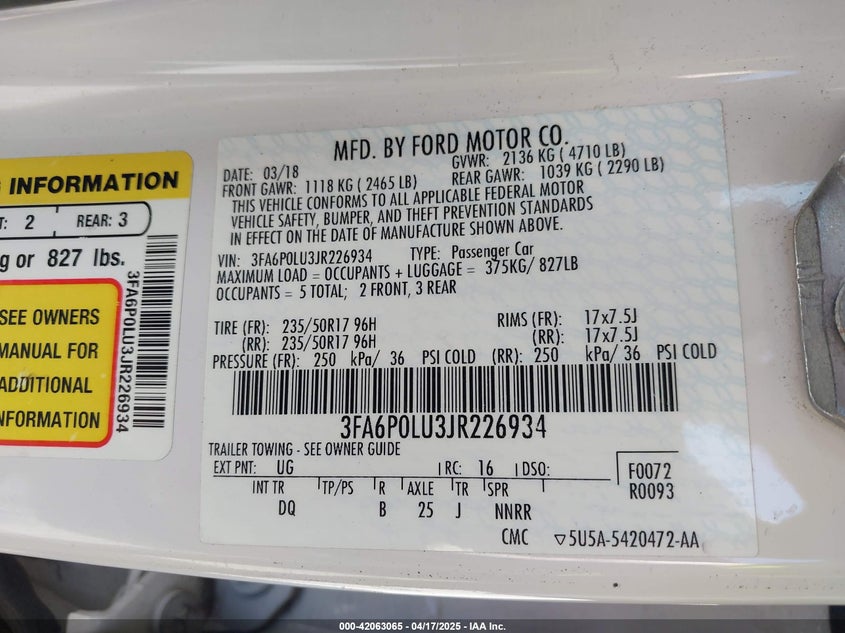 G INFORMATION
T: 2 REAR: 3
g or 827 lbs.
SEE OWNERS
MANUAL FOR
ADDITIONAL
INFORMATION
3FA6P0LU3JR226934
MFD. BY FORD MOTOR CO.
DATE: 03/18 GVWR: 2136 KG ( 4710 LB)
FRONT GAWR: 1118 KG ( 2465 LB) REAR GAWR: 1039 KG ( 2290 LB)
THIS VEHICLE CONFORMS TO ALL APPLICABLE FEDERAL MOTOR
VEHICLE SAFETY, BUMPER, AND THEFT PREVENTION STANDARDS
IN EFFECT ON THE DATE OF MANUFACTURE SHOWN ABOVE.
VIN: 3FA6P0LU3JR226934 TYPE: Passenger Car
MAXIMUM LOAD = OCCUPANTS + LUGGAGE = 375KG/ 827LB
OCCUPANTS = 5 TOTAL; 2 FRONT, 3 REAR
TIRE (FR): 235/50R17 96H RIMS (FR): 17x7.5J
(RR): 235/50R17 96H (RR): 17x7.5J
PRESSURE (FR): 250 kPa/ 36 PSI COLD (RR): 250 kPa/ 36 PSI COLD
3FA6P0LU3JR226934
TRAILER TOWING - SEE OWNER GUIDE
EXT PNT: UG RC: 16 DSO: F0072
INT TR TP/PS R AXLE TR SPR R0093
DQ B 25 J NNRR
CMC ▽5U5A-5420472-AA
000-42063065 | 04/17/2025 - IAA Inc.